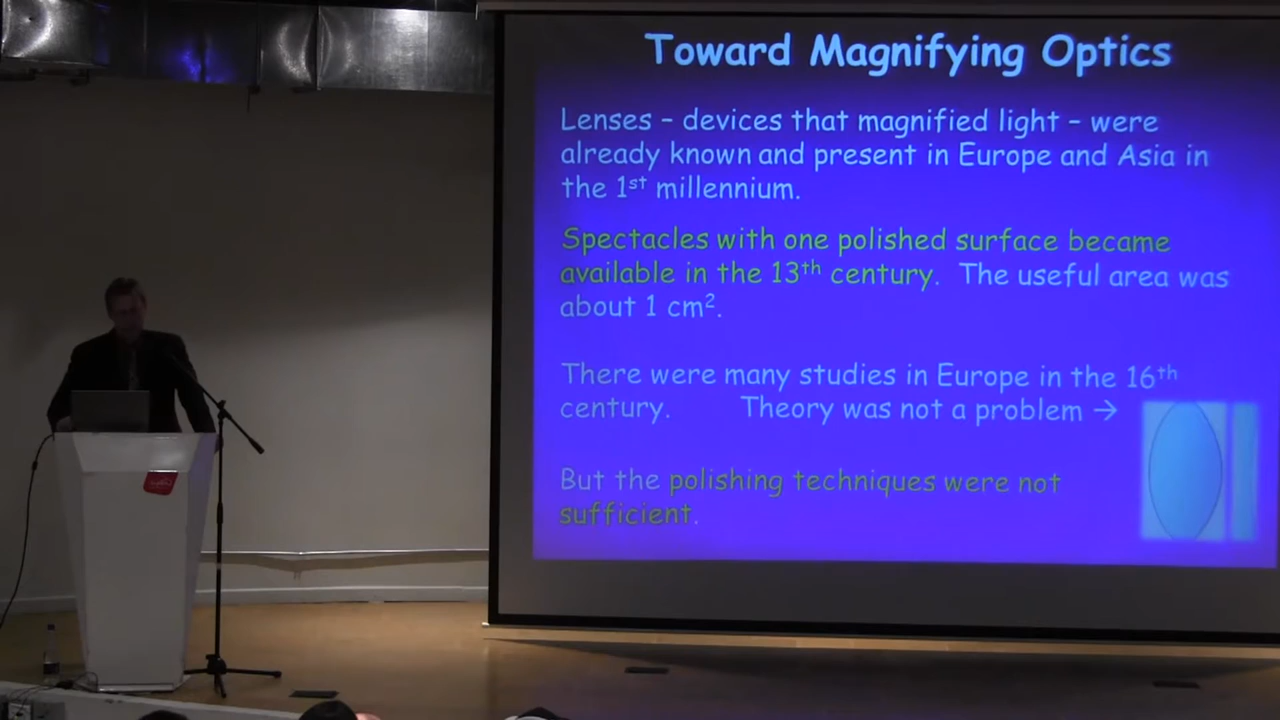 Toward Magnifying Optics
Lenses – devices that magnified light – were
already known and present in Europe and Asia in
the 1st millennium.
Spectacles with one polished surface became
available in the 13th century. The useful area was
about 1 cm².
There were many studies in Europe in the 16th
century. Theory was not a problem →
But the polishing techniques were not
sufficient.